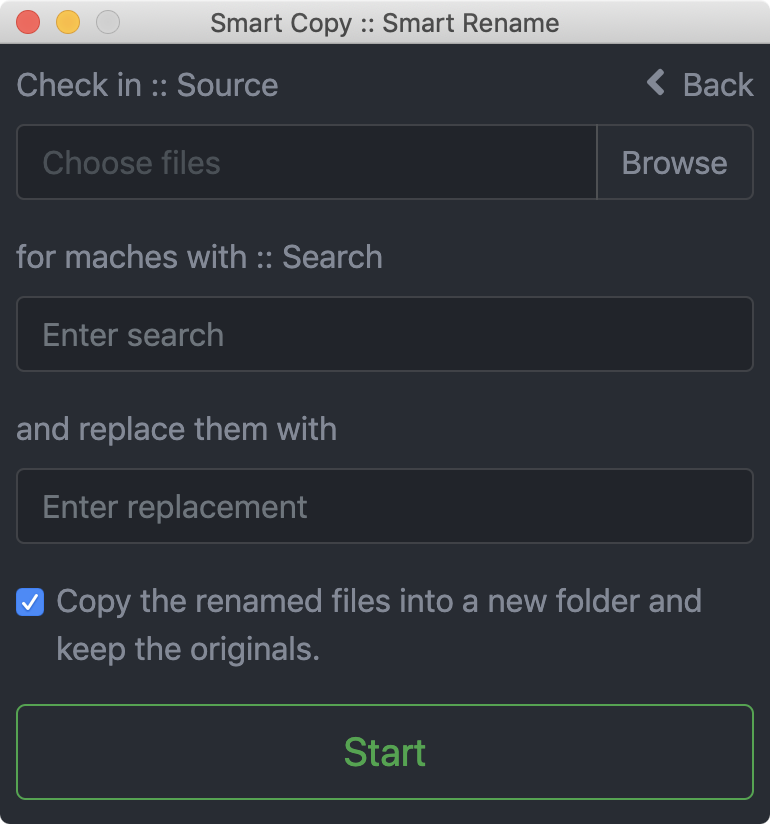 Smart Copy :: Smart Rename
Check in :: Source
Back
Choose files
Browse
for maches with :: Search
Enter search
and replace them with
Enter replacement
Copy the renamed files into a new folder and
keep the originals.
Start